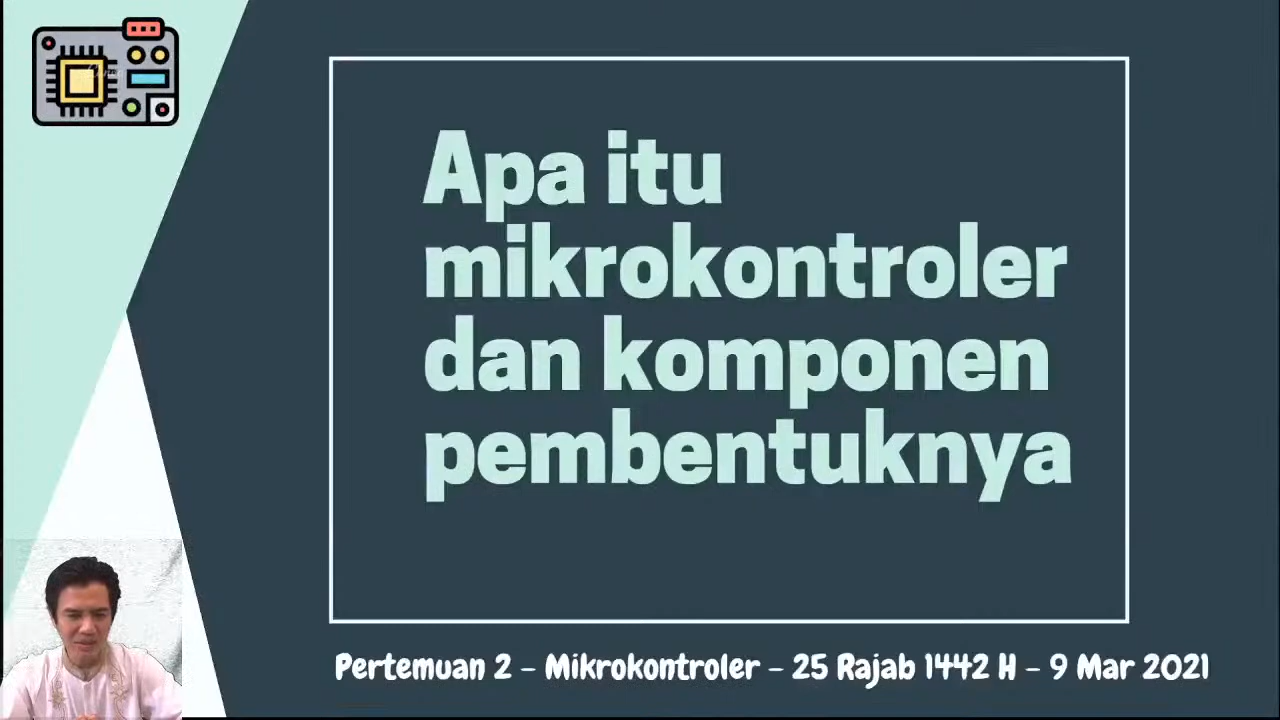 Apa itu
mikrokontroler
dan komponen
pembentuknya
Pertemuan 2 - Mikrokontroler - 25 Rajab 1442 H - 9 Mar 2021